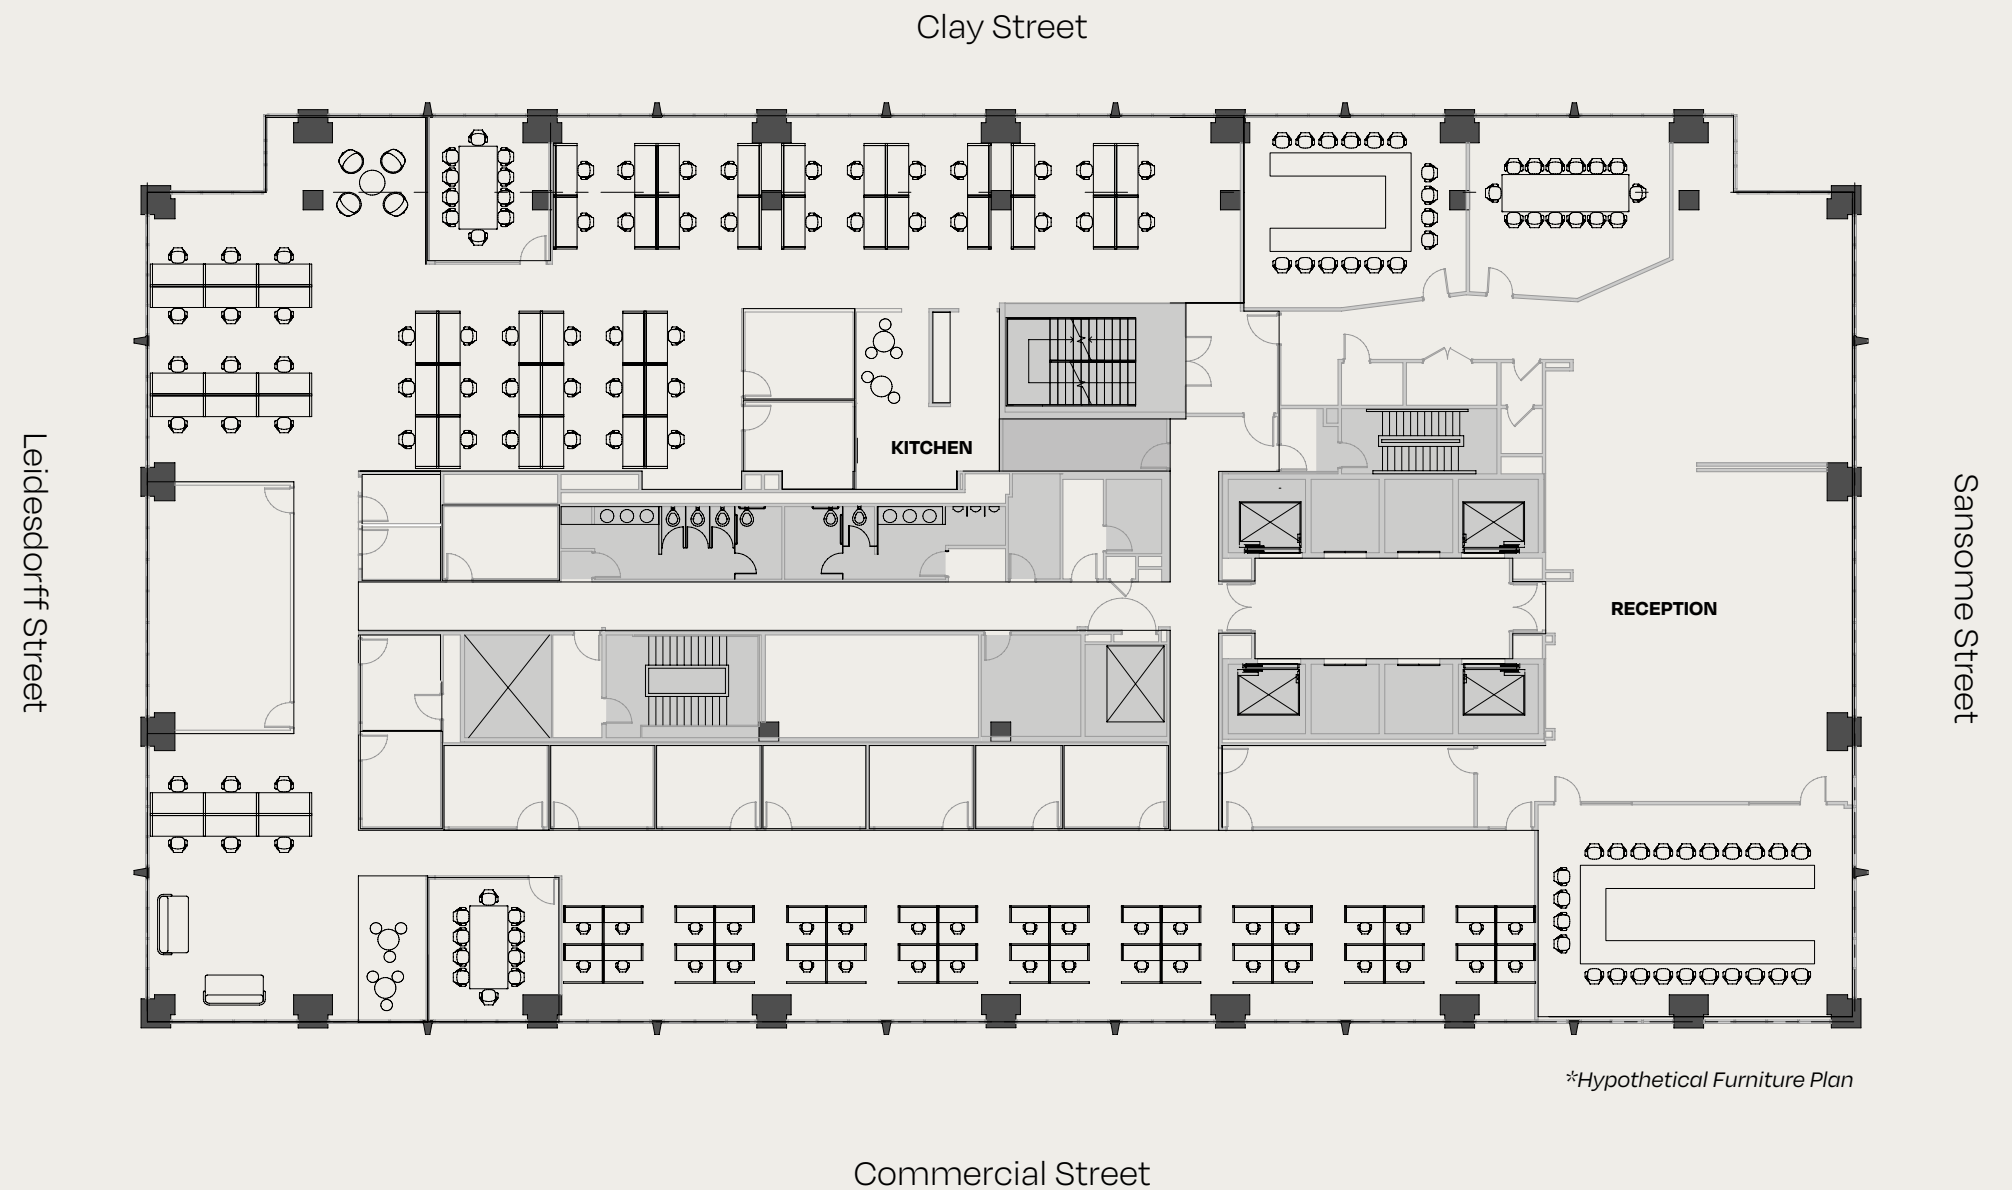 Clay Street
KITCHEN
Leidesdorff Street
Sansome Street
RECEPTION
*Hypothetical Furniture Plan
Commercial Street